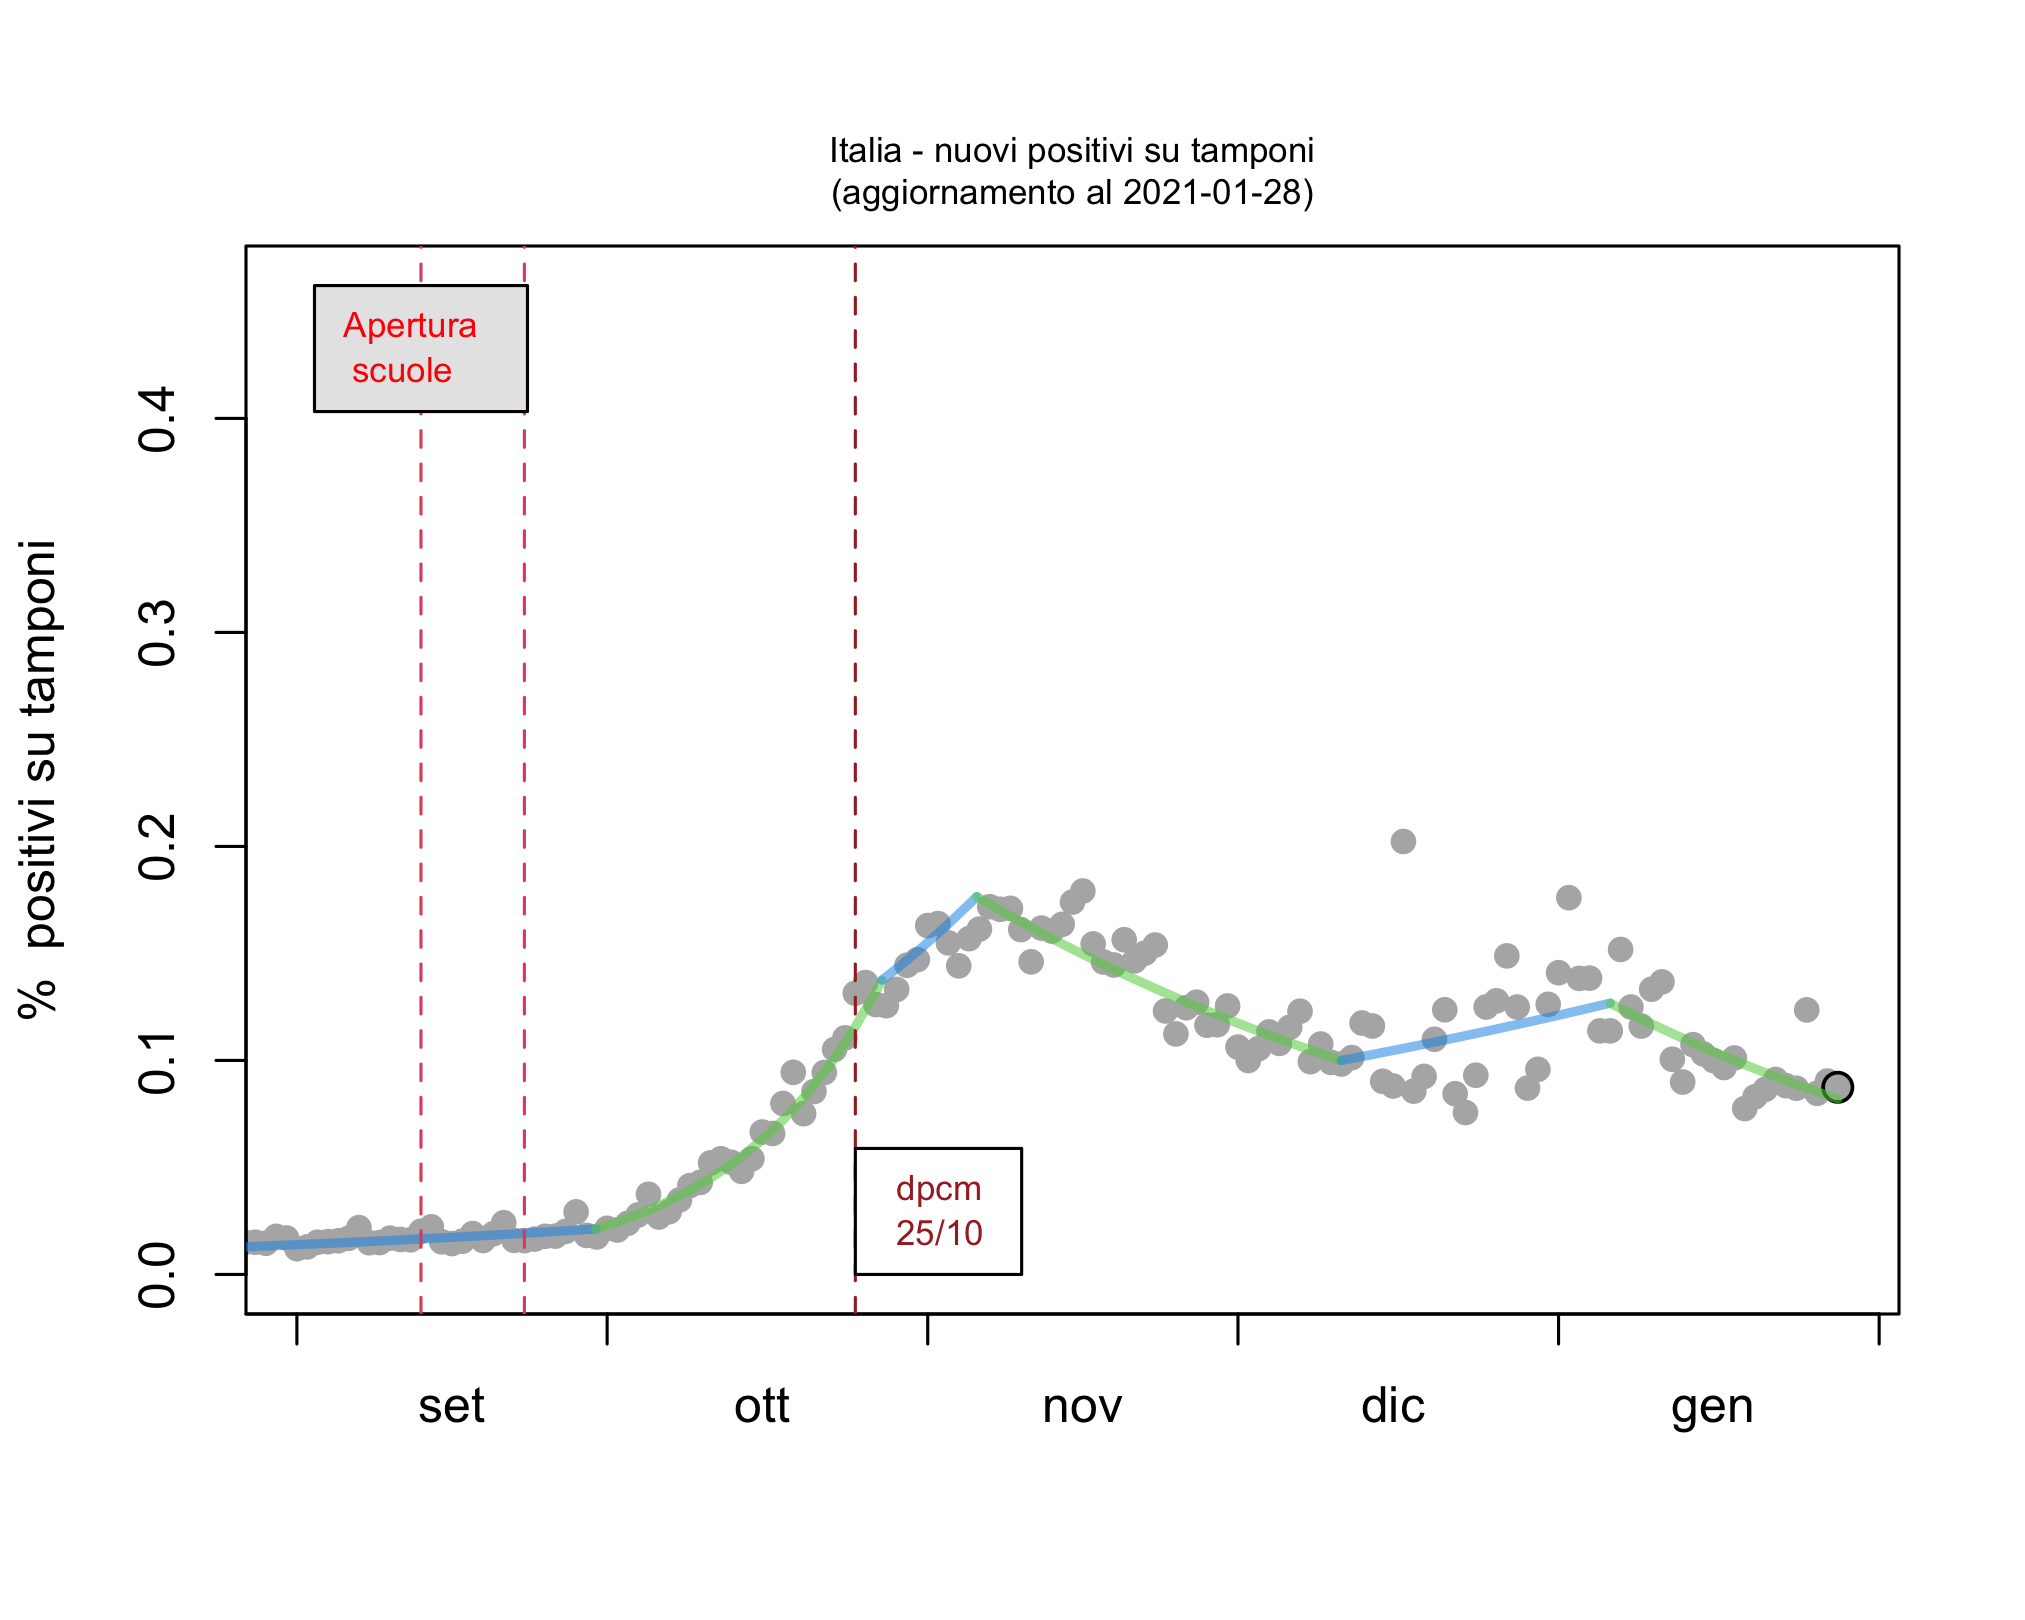 Italia - nuovi positivi su tamponi
(aggiornamento al 2021-01-28)
Apertura
scuole
% positivi su tamponi
0.4
0.3
0.2
0.1
0.0
dpcm
25/10
set ott nov dic gen